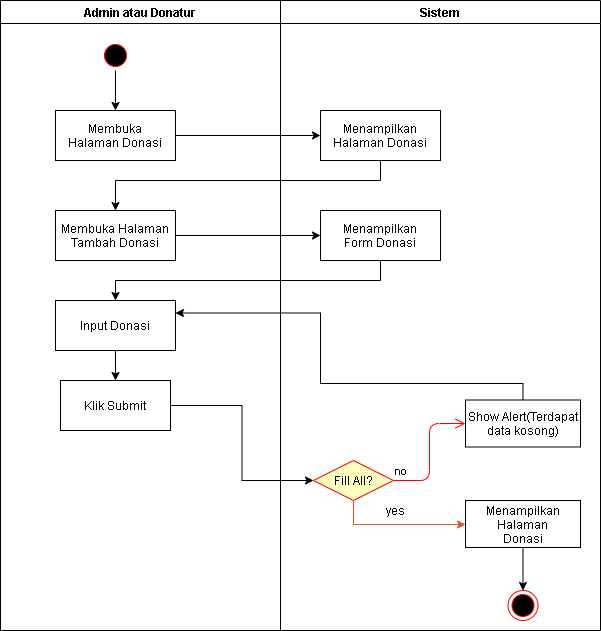 Admin atau Donatur
Sistem
Membuka
Halaman Donasi
Menampilkan
Halaman Donasi
Membuka Halaman
Tambah Donasi
Menampilkan
Form Donasi
Input Donasi
Klik Submit
Show Alert(Terdapat
data kosong)
Fill All?
no
yes
Menampilkan
Halaman
Donasi